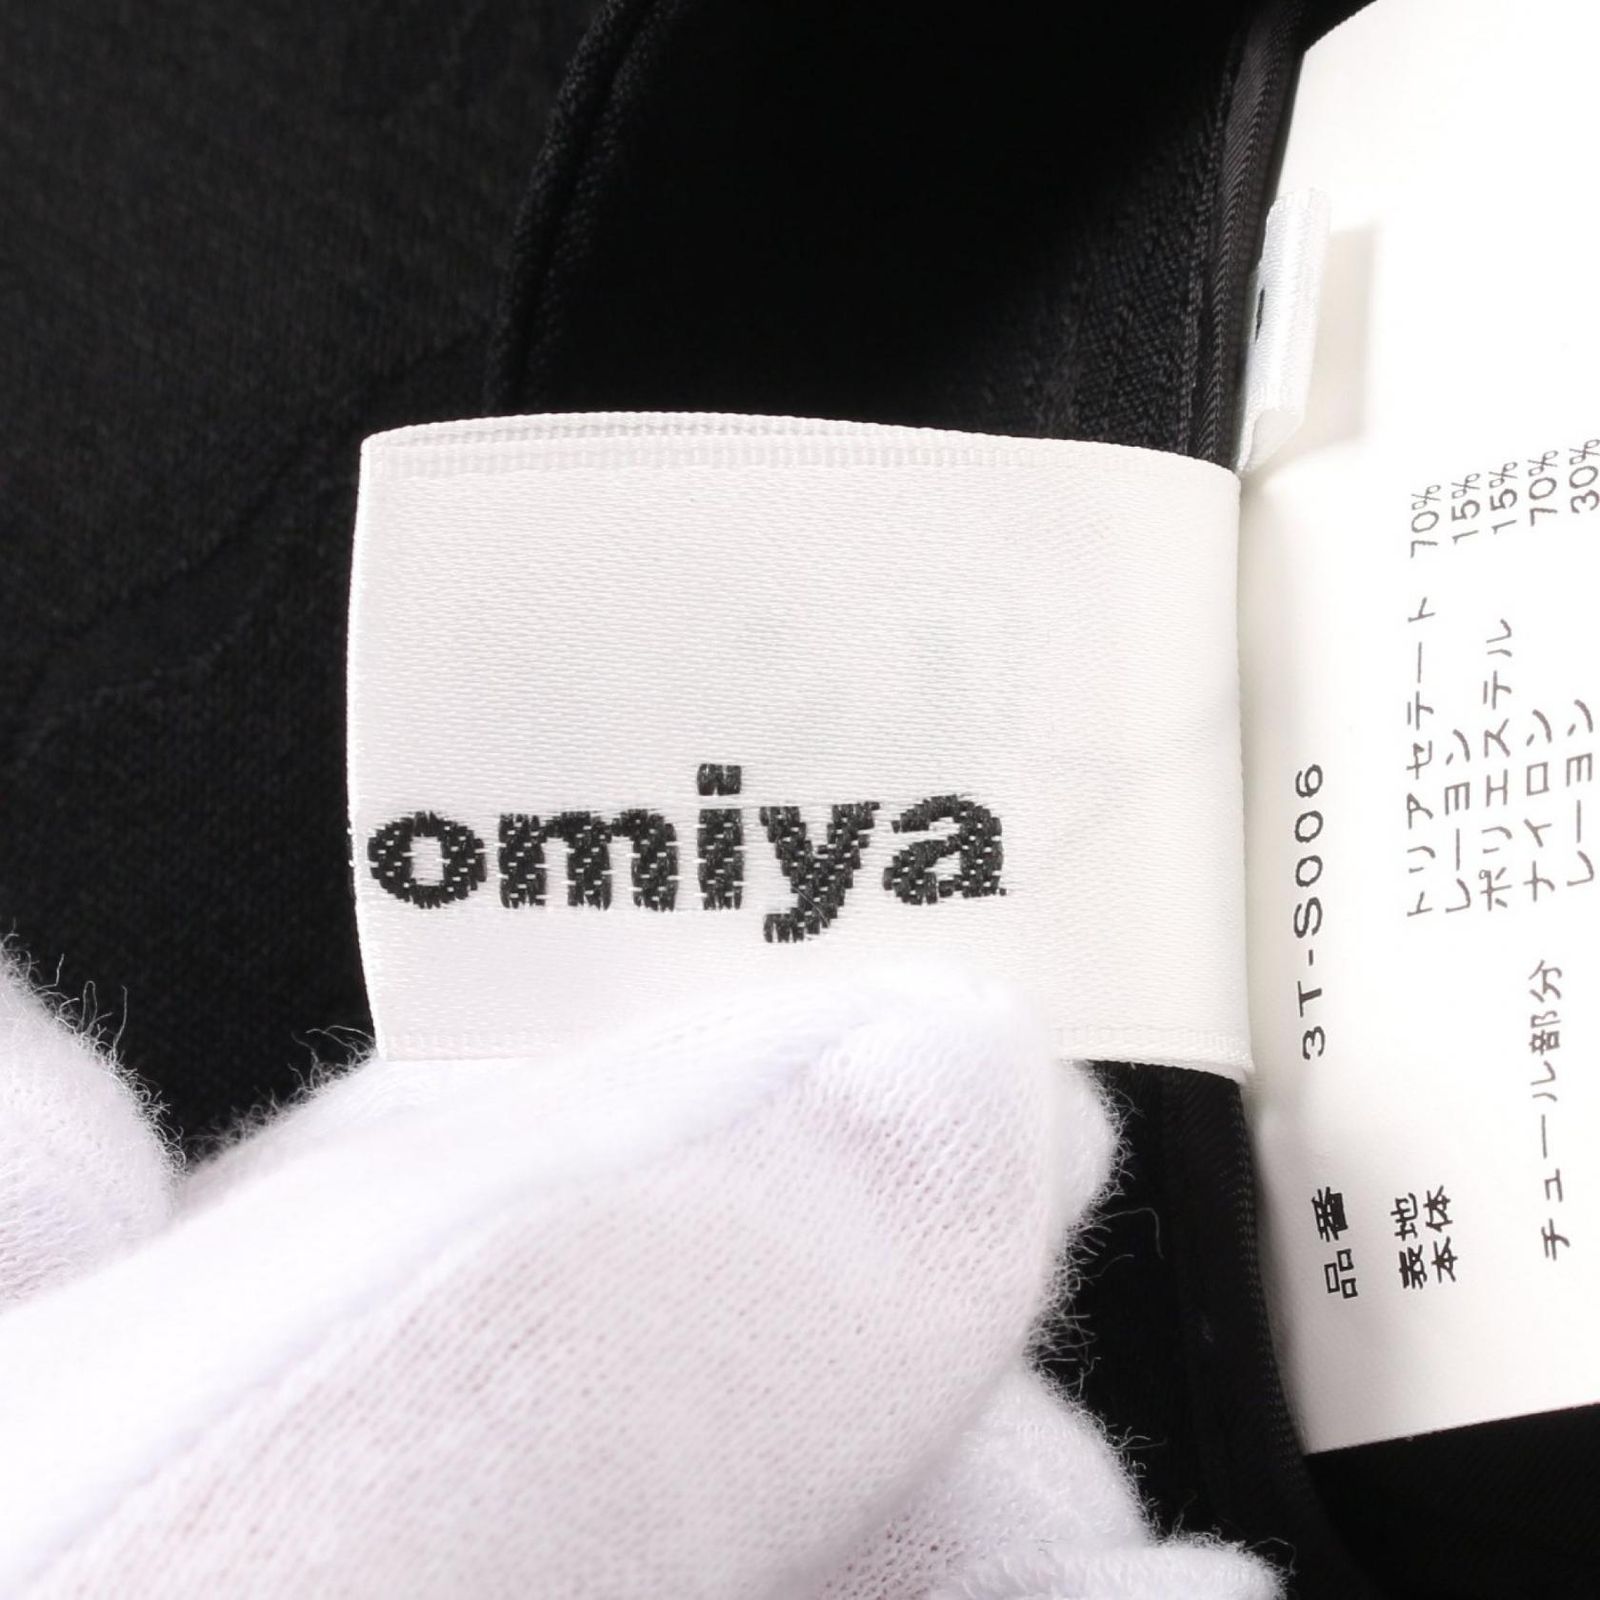 omiya
品番 3T-S006
表地
本体 トリアセテート 70%
レーヨン 15%
ポリエステル 15%
チュール部分 ナイロン 70%
レーヨン 30%